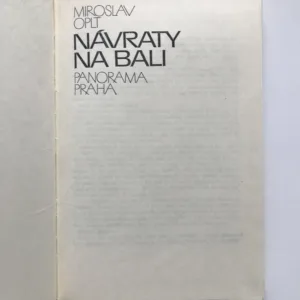 MIROSLAV
OPLT
NÁVRATY
NA BALI
PANORAMA
PRAHA